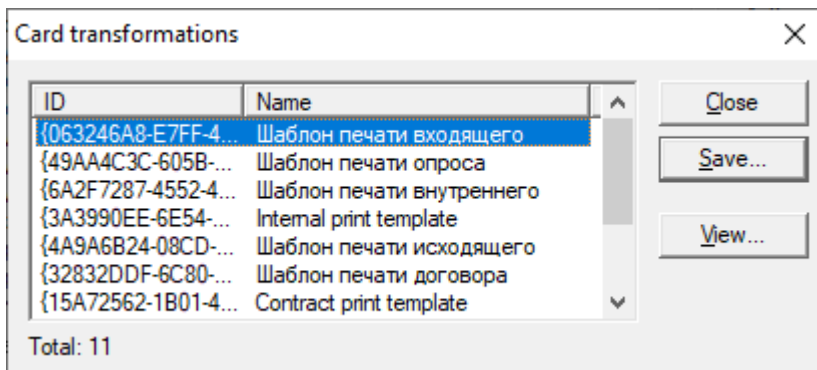 Card transformations
ID Name
{063246A8-E7FF-4... Шаблон печати входящего
{49AA4C3C-605B-... Шаблон печати опроса
{6A2F7287-4552-4... Шаблон печати внутреннего
{3A3990EE-6E54-... Internal print template
{4A9A6B24-08CD-... Шаблон печати исходящего
{32832DDF-6C80-... Шаблон печати договора
{15A72562-1B01-4... Contract print template
Close
Save...
View...
Total: 11